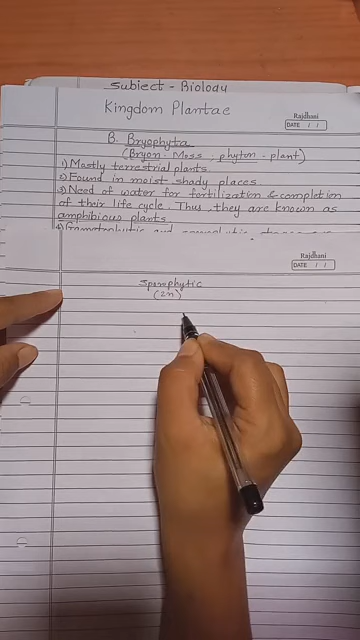 Subject - Biology
Kingdom Plantae
Rajdhani
DATE / /
B. Bryophyta
(Bryon - Moss ; phyton - plant)
1) Mostly terrestrial plants.
2) Found in moist shady places.
3) Need of water for fertilization & completion
of their life cycle. Thus, they are known as
amphibious plants.
Rajdhani
DATE / /
Sporophytic
(2n)